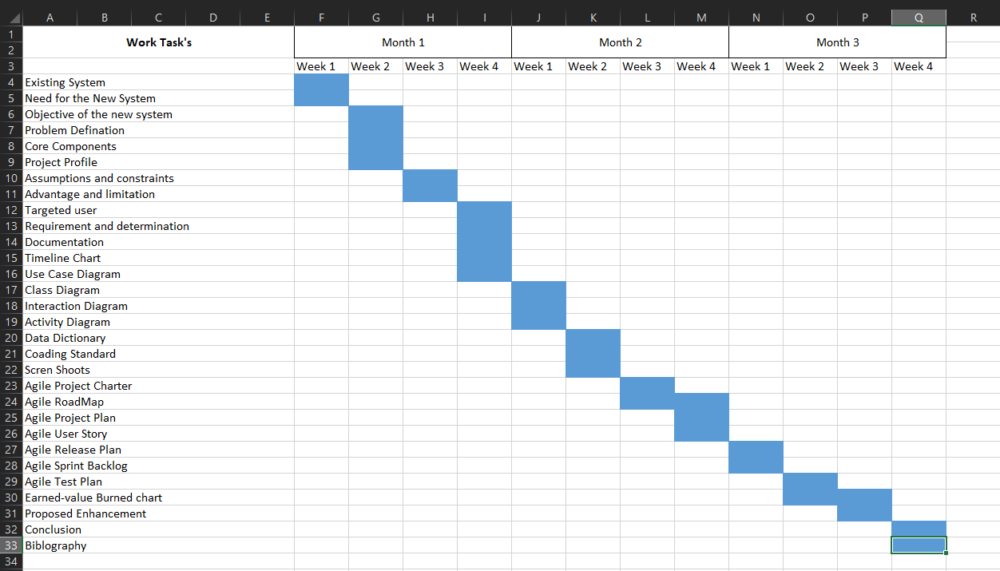 A B C D E F G H I J K L M N O P Q R
1 Work Task's Month 1 Month 2 Month 3
2
3 Week 1 Week 2 Week 3 Week 4 Week 1 Week 2 Week 3 Week 4 Week 1 Week 2 Week 3 Week 4
4 Existing System
5 Need for the New System
6 Objective of the new system
7 Problem Defination
8 Core Components
9 Project Profile
10 Assumptions and constraints
11 Advantage and limitation
12 Targeted user
13 Requirement and determination
14 Documentation
15 Timeline Chart
16 Use Case Diagram
17 Class Diagram
18 Interaction Diagram
19 Activity Diagram
20 Data Dictionary
21 Coading Standard
22 Scren Shoots
23 Agile Project Charter
24 Agile RoadMap
25 Agile Project Plan
26 Agile User Story
27 Agile Release Plan
28 Agile Sprint Backlog
29 Agile Test Plan
30 Earned-value Burned chart
31 Proposed Enhancement
32 Conclusion
33 Biblography
34